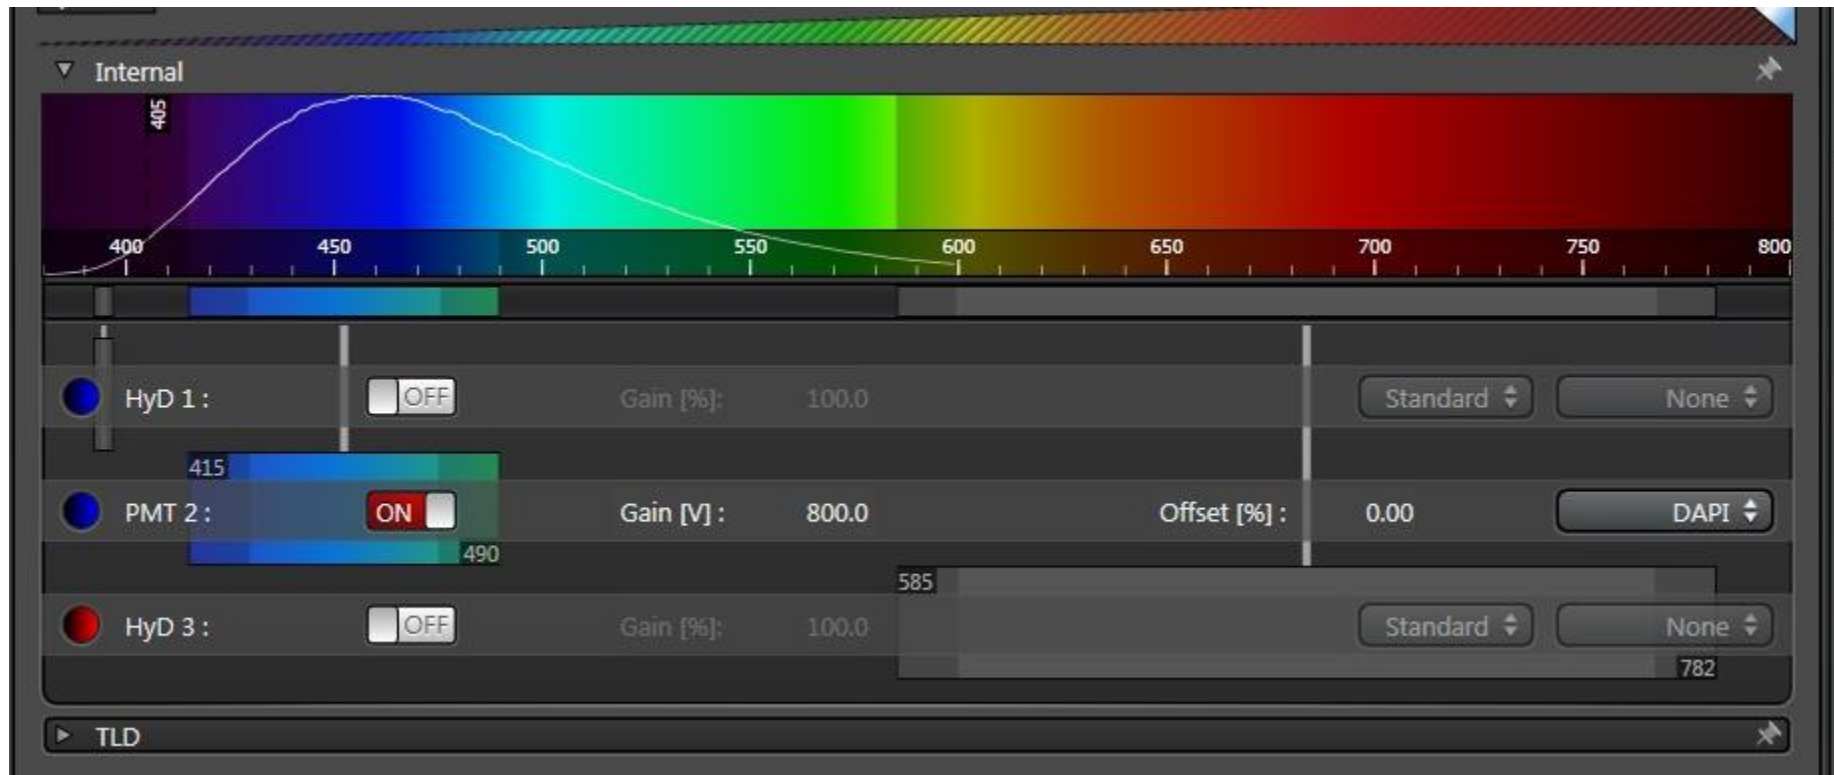 Internal
405
400 450 500 550 600 650 700 750 800
HyD 1 : OFF Gain [%]: 100.0 Standard None
415
PMT 2 : ON Gain [V] : 800.0 Offset [%] : 0.00 DAPI
490
585
HyD 3 : OFF Gain [%]: 100.0 Standard None
782
TLD